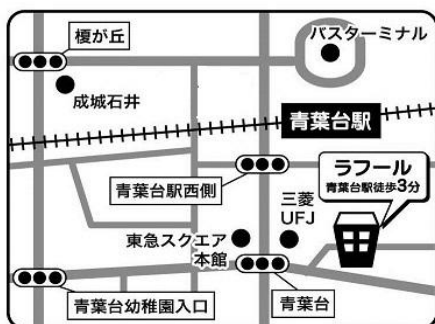 榎が丘
バスターミナル
成城石井
青葉台駅
青葉台駅西側
ラフール
青葉台駅徒歩3分
三菱
UFJ
東急スクエア
本館
青葉台幼稚園入口
青葉台